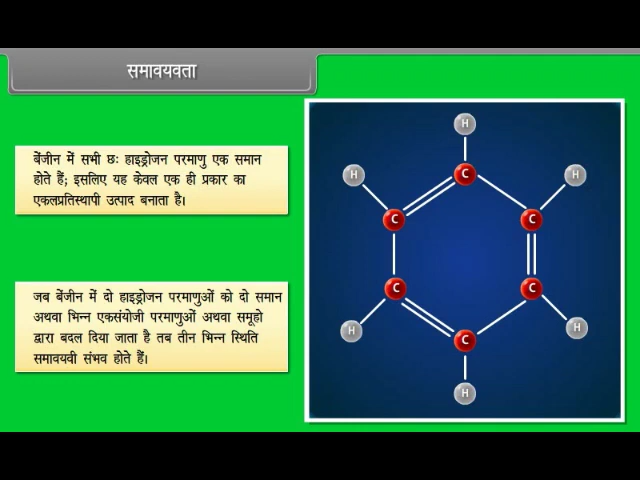 समावयवता
बेंजीन में सभी छः हाइड्रोजन परमाणु एक समान
होते हैं; इसलिए यह केवल एक ही प्रकार का
एकलप्रतिस्थापी उत्पाद बनाता है।
जब बेंजीन में दो हाइड्रोजन परमाणुओं को दो समान
अथवा भिन्न एकसंयोजी परमाणुओं अथवा समूहो
द्वारा बदल दिया जाता है तब तीन भिन्न स्थिति
समावयवी संभव होते हैं।
H
H
H
C
C
C
C
C
C
H
H
H